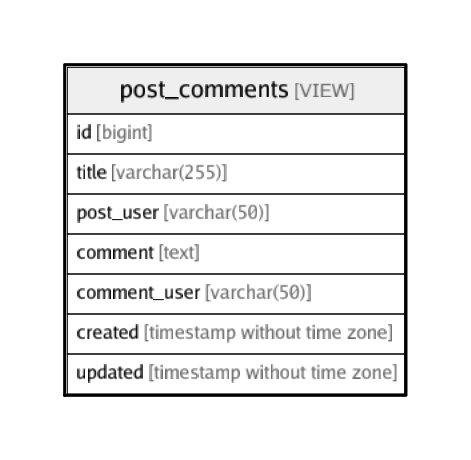 post_comments [VIEW]
id [bigint]
title [varchar(255)]
post_user [varchar(50)]
comment [text]
comment_user [varchar(50)]
created [timestamp without time zone]
updated [timestamp without time zone]